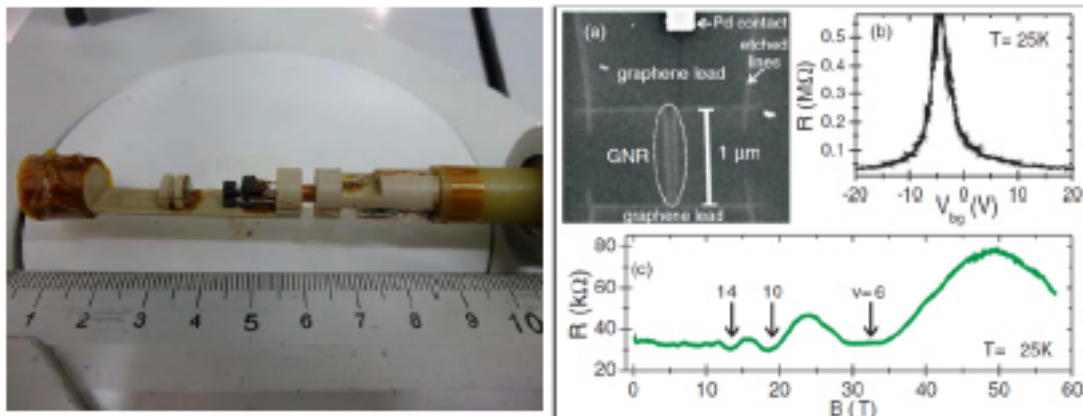 1 2 3 4 5 6 7 8 9 10
(a)
Pd contact
etched
lines
graphene lead
GNR
1 μm
graphene lead
(b)
T= 25K
R (MΩ)
0.5
0.4
0.3
0.2
0.1
-20 -10 0 10 20
V_bg (V)
(c)
R (kΩ)
80
60
40
20
14
10
ν=6
T= 25K
0 10 20 30 40 50 60
B (T)